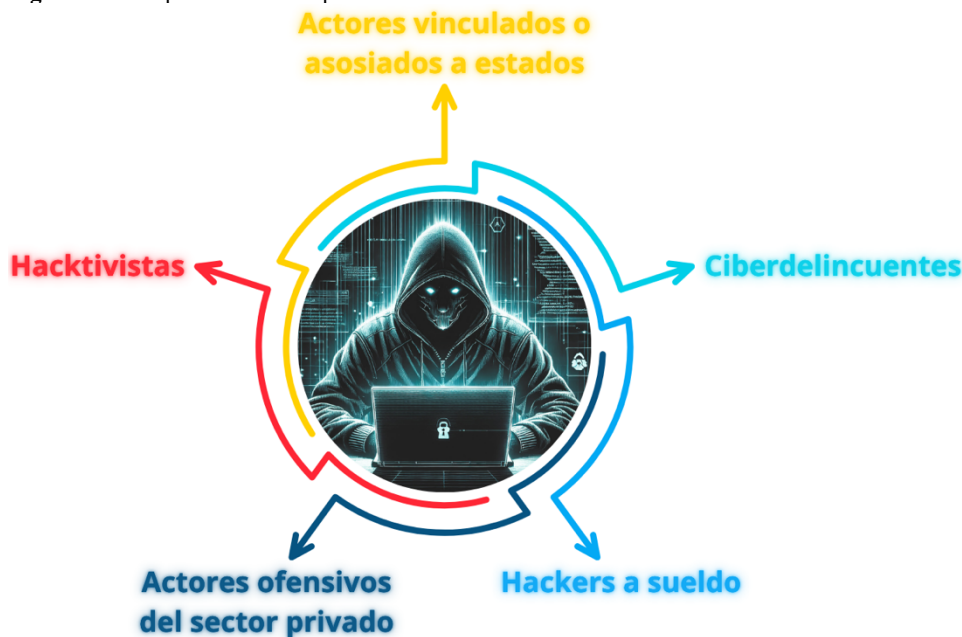 Actores vinculados o
asosiados a estados
Hacktivistas
Ciberdelincuentes
Actores ofensivos
del sector privado
Hackers a sueldo